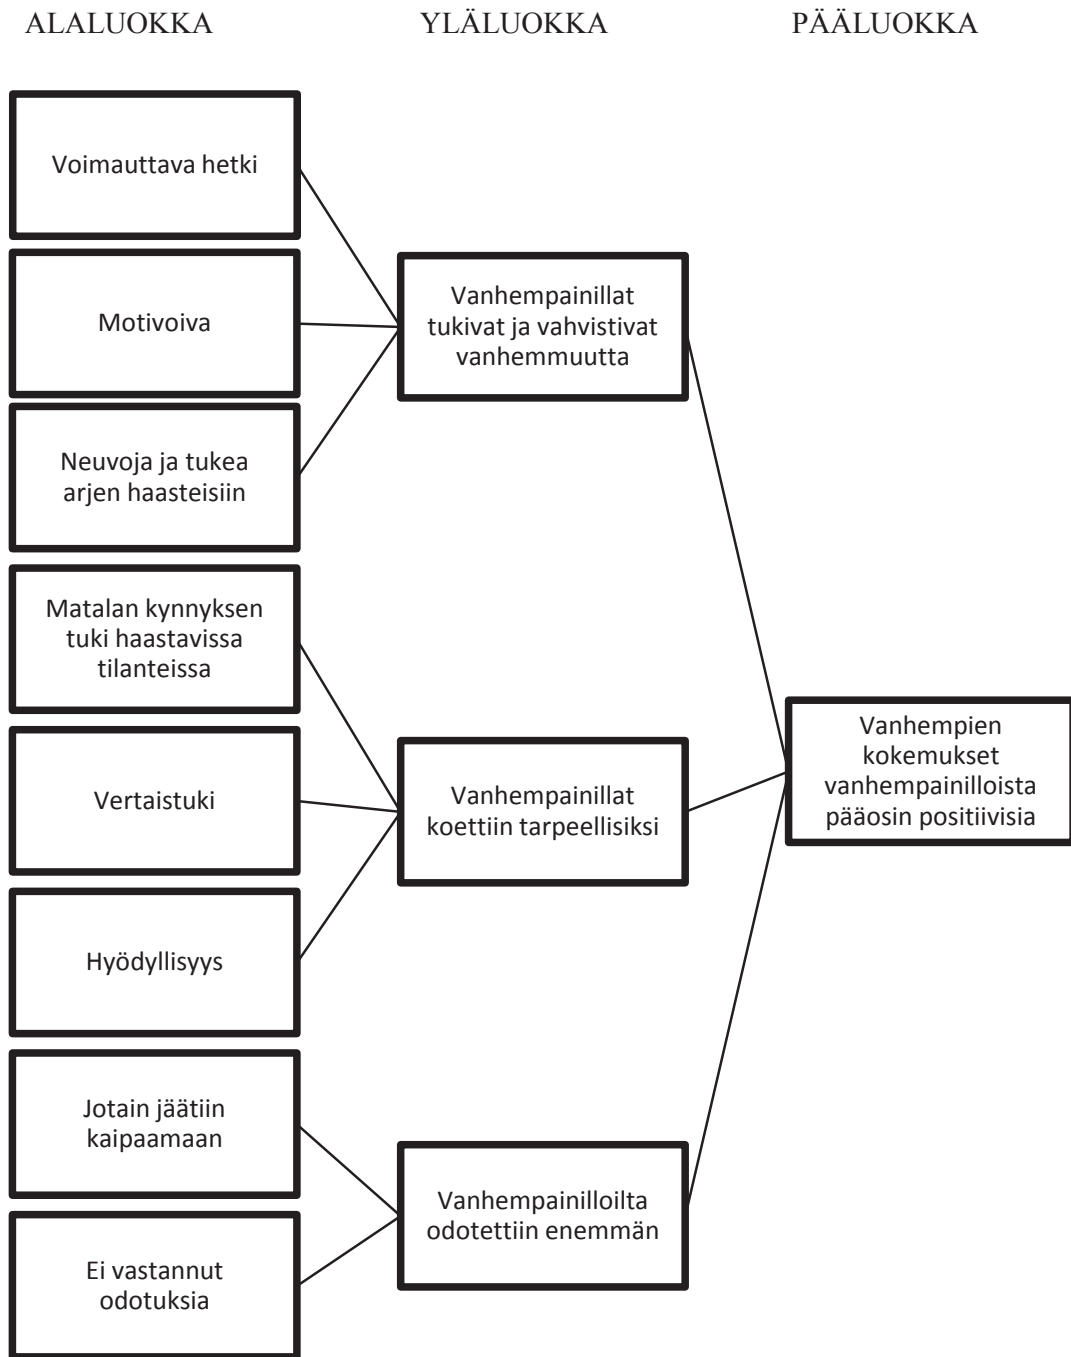 ALALUOKKA
YLÄLUOKKA
PÄÄLUOKKA
Voimauttava hetki
Motivoiva
Neuvoja ja tukea
arjen haasteisiin
Matalan kynnyksen
tuki haastavissa
tilanteissa
Vertaistuki
Hyödyllisyys
Jotain jäätiin
kaipaamaan
Ei vastannut
odotuksia
Vanhempainillat
tukivat ja vahvistivat
vanhemmuutta
Vanhempainillat
koettiin tarpeellisiksi
Vanhempainilloilta
odotettiin enemmän
Vanhempien
kokemukset
vanhempainilloista
pääosin positiivisia